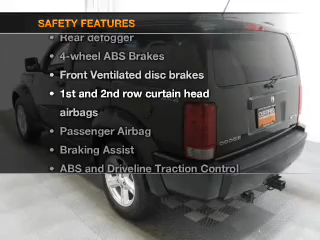 SAFETY FEATURES
• Rear defogger
• 4-wheel ABS Brakes
• Front Ventilated disc brakes
• 1st and 2nd row curtain head
airbags
• Passenger Airbag
• Braking Assist
• ABS and Driveline Traction Control
DODGE